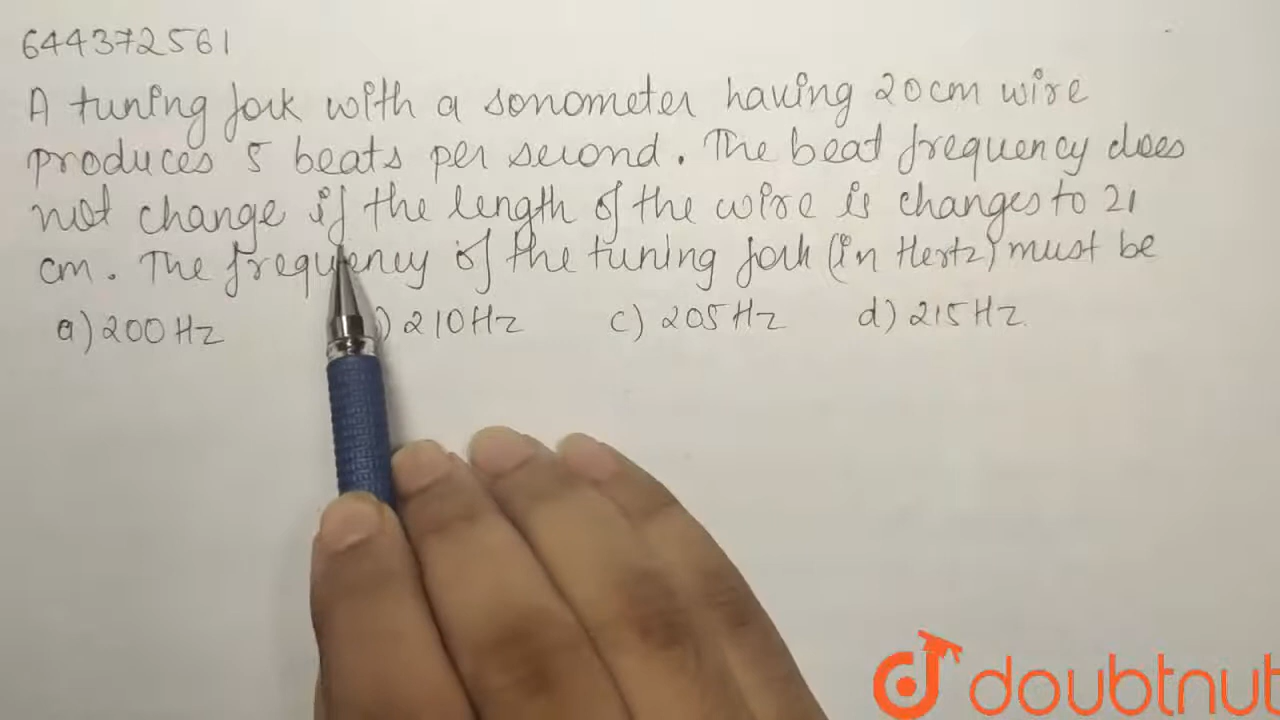 644372561
A tuning fork with a sonometer having 20cm wire
produces 5 beats per second. The beat frequency does
not change if the length of the wire is changes to 21
cm. The frequency of the tuning fork (in Hertz) must be
a) 200 Hz ) 210 Hz c) 205 Hz d) 215 Hz.
doubtnut